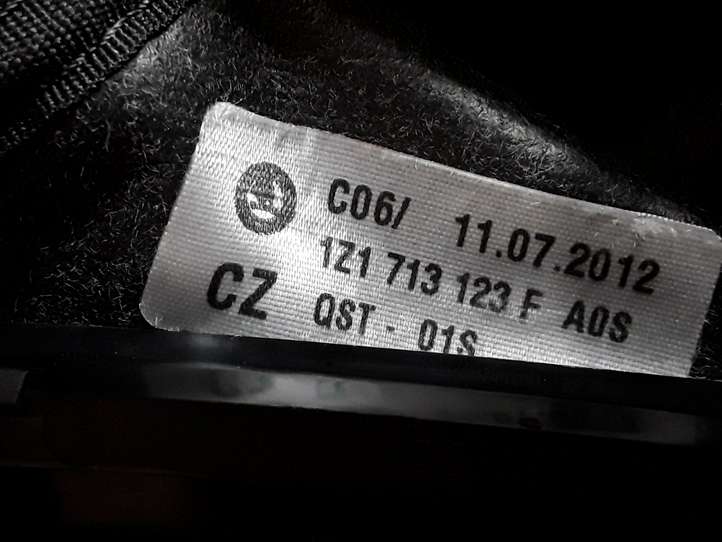 C06/ 11.07.2012
1Z1 713 123 F A0S
CZ QST - 01S